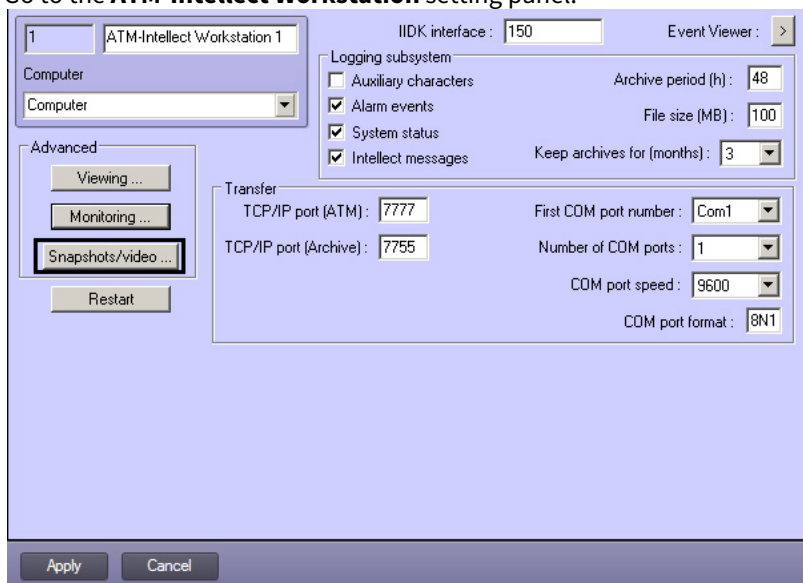 Go to the ATM-Intellect Workstation setting panel.
1 ATM-Intellect Workstation 1
Computer
Computer
IIDK interface : 150
Event Viewer : >
Logging subsystem
Auxiliary characters
Alarm events
System status
Intellect messages
Archive period (h) : 48
File size (MB) : 100
Keep archives for (months) : 3
Advanced
Viewing ...
Monitoring ...
Snapshots/video ...
Restart
Transfer
TCP/IP port (ATM) : 7777
TCP/IP port (Archive) : 7755
First COM port number : Com1
Number of COM ports : 1
COM port speed : 9600
COM port format : 8N1
Apply Cancel